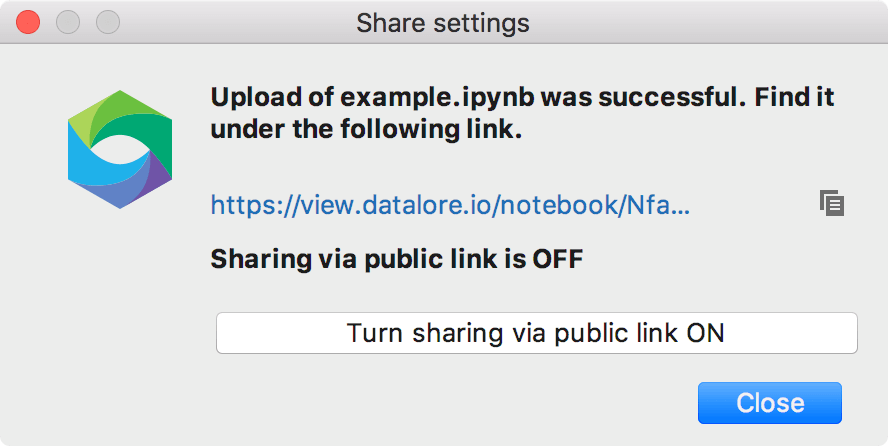 Share settings
Upload of example.ipynb was successful. Find it
under the following link.
https://view.datalore.io/notebook/Nfa...
Sharing via public link is OFF
Turn sharing via public link ON
Close